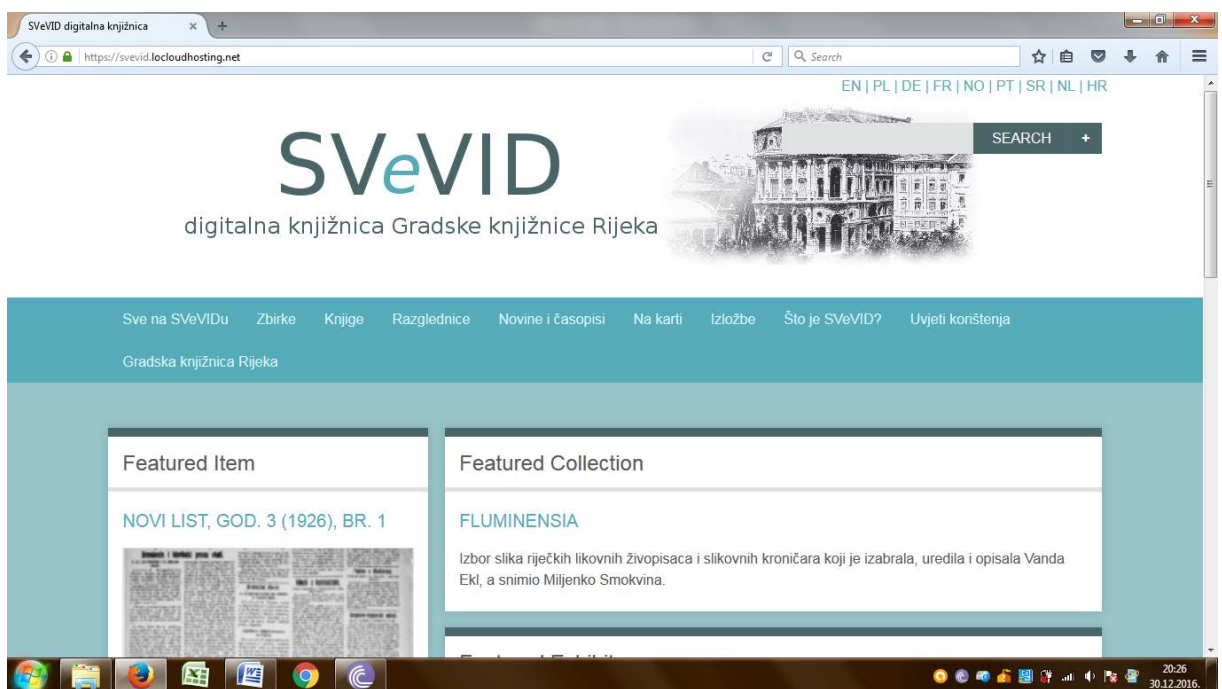 SVeVID digitalna knjižnica
https://svevid.locloudhosting.net
Search
EN | PL | DE | FR | NO | PT | SR | NL | HR
SEARCH +
SVeVID
digitalna knjižnica Gradske knjižnice Rijeka
Sve na SVeVIDu Zbirke Knjige Razglednice Novine i časopisi Na karti Izložbe Što je SVeVID? Uvjeti korištenja
Gradska knjižnica Rijeka
Featured Item
NOVI LIST, GOD. 3 (1926), BR. 1
Featured Collection
FLUMINENSIA
Izbor slika riječkih likovnih živopisaca i slikovnih kroničara koji je izabrala, uredila i opisala Vanda
Ekl, a snimio Miljenko Smokvina.
20:26
30.12.2016.